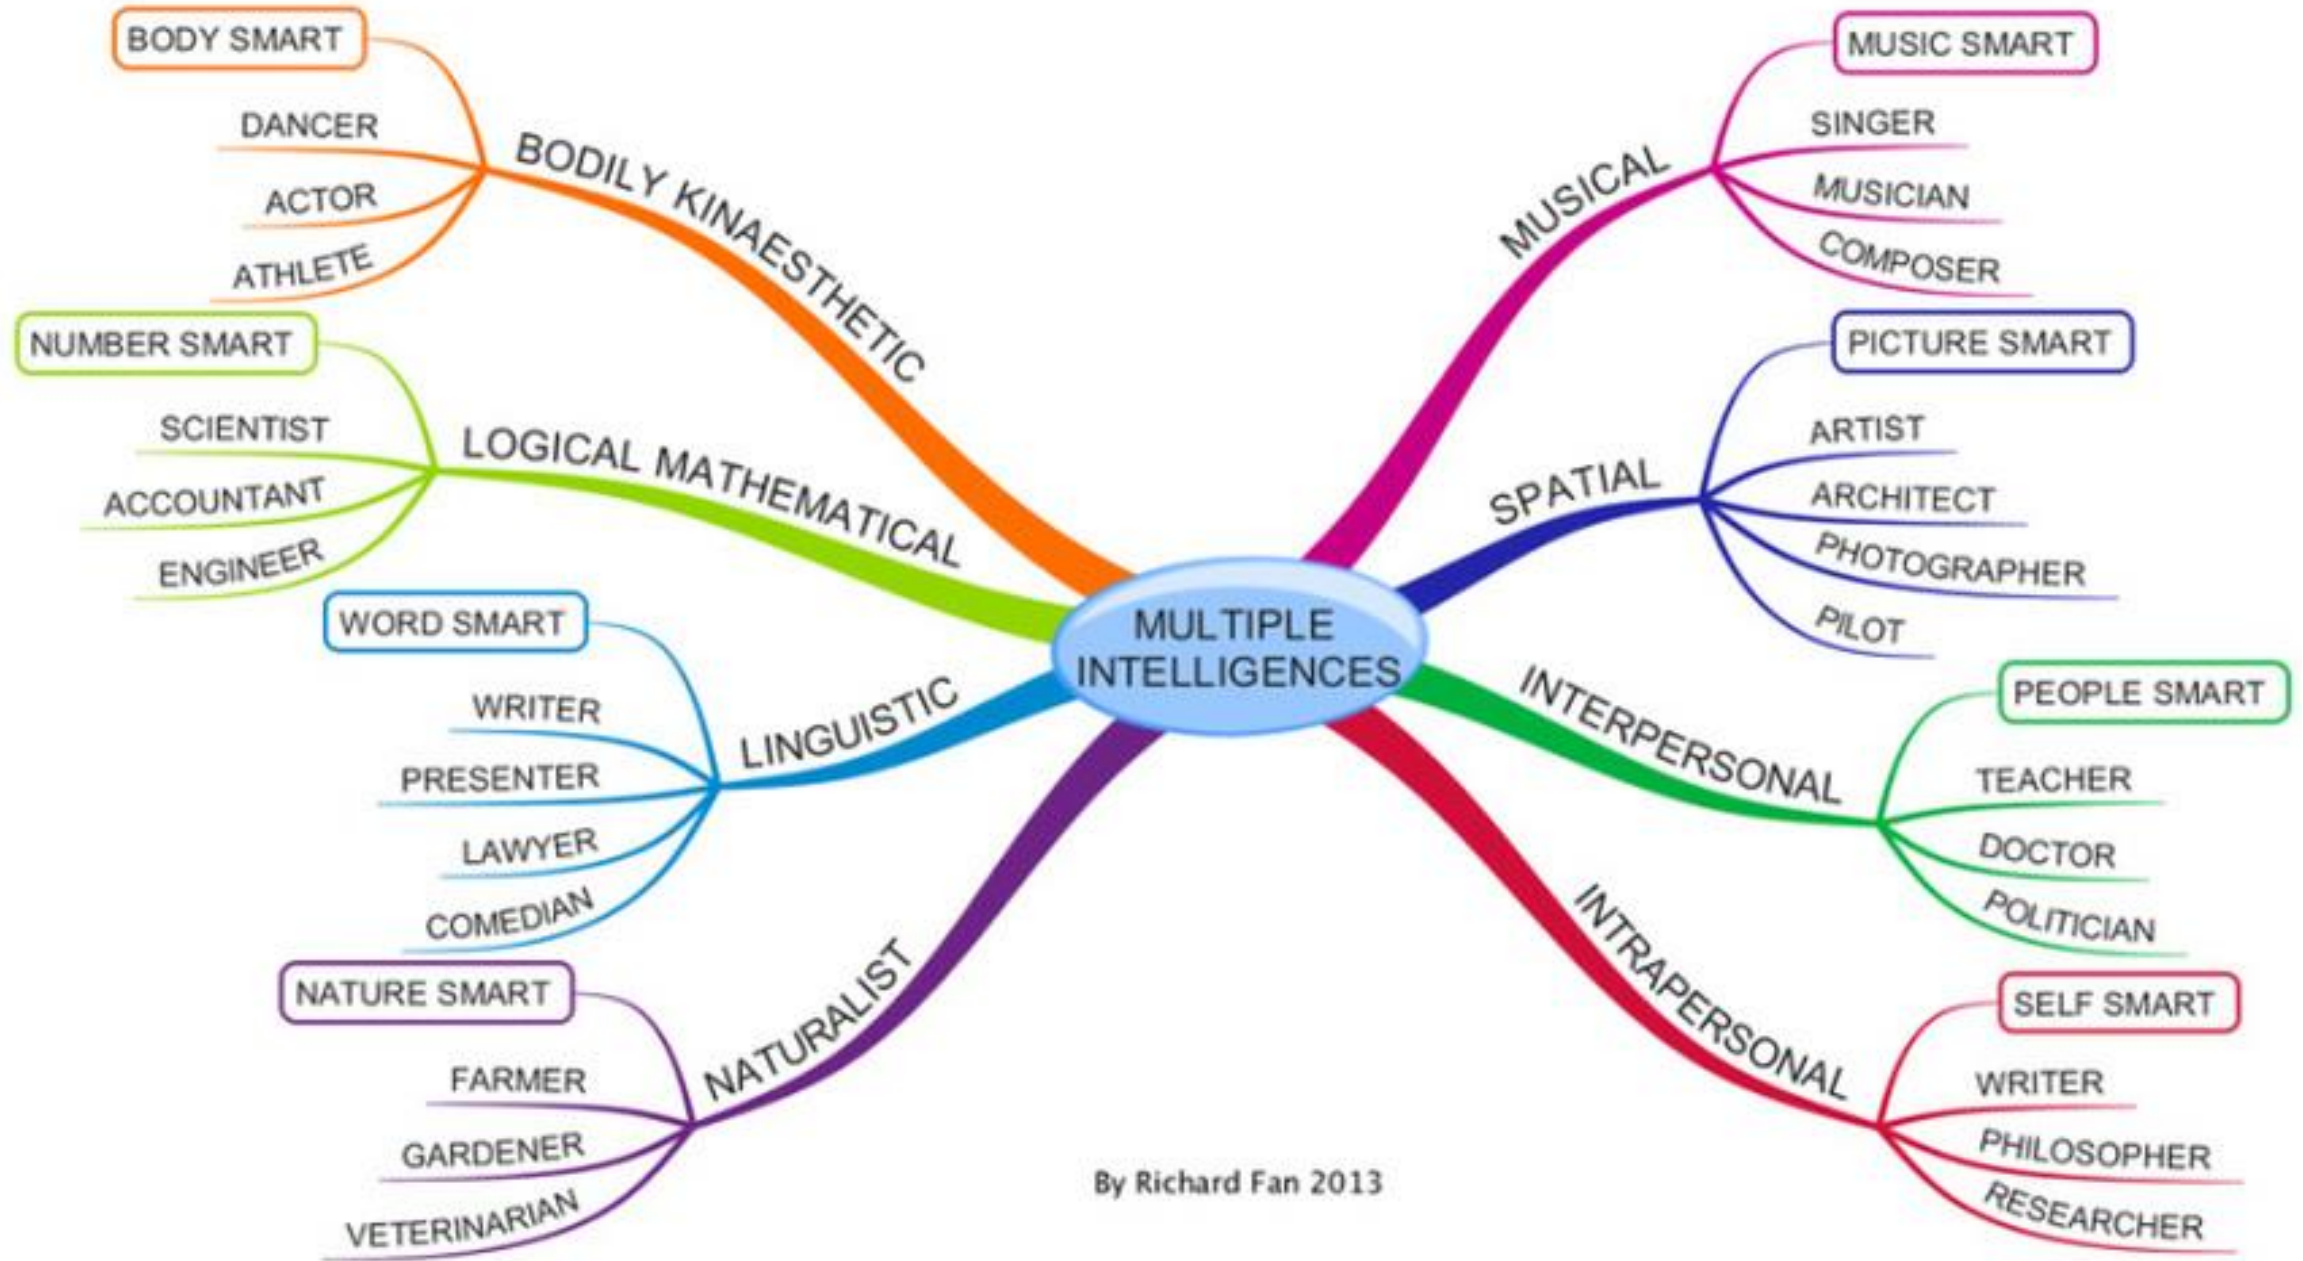 BODY SMART
DANCER
ACTOR
ATHLETE
BODILY KINAESTHETIC
NUMBER SMART
SCIENTIST
ACCOUNTANT
ENGINEER
LOGICAL MATHEMATICAL
WORD SMART
WRITER
PRESENTER
LAWYER
COMEDIAN
LINGUISTIC
NATURE SMART
FARMER
GARDENER
VETERINARIAN
NATURALIST
MULTIPLE
INTELLIGENCES
MUSICAL
MUSIC SMART
SINGER
MUSICIAN
COMPOSER
SPATIAL
PICTURE SMART
ARTIST
ARCHITECT
PHOTOGRAPHER
PILOT
INTERPERSONAL
PEOPLE SMART
TEACHER
DOCTOR
POLITICIAN
INTRAPERSONAL
SELF SMART
WRITER
PHILOSOPHER
RESEARCHER
By Richard Fan 2013